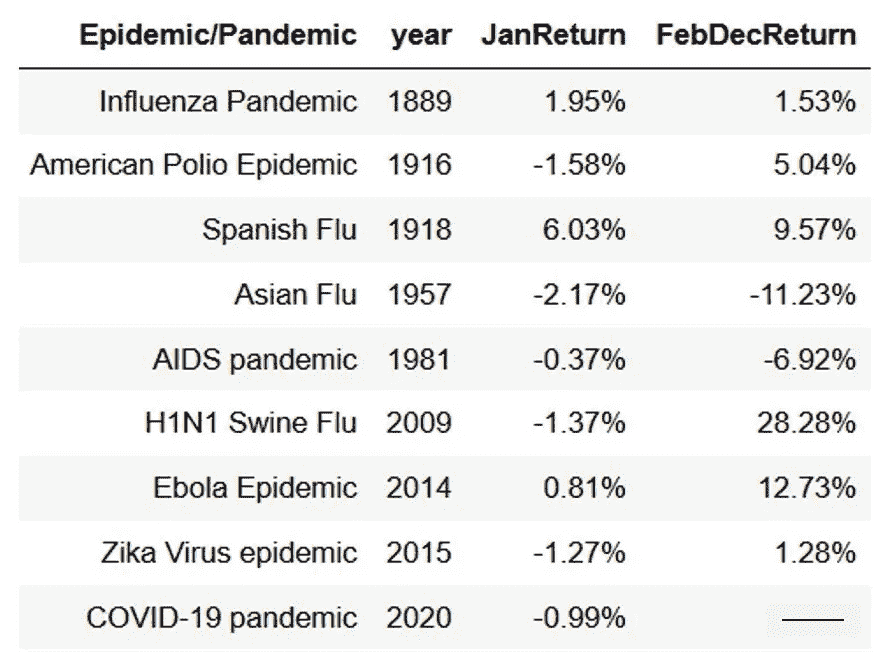 Epidemic/Pandemic year JanReturn FebDecReturn
Influenza Pandemic 1889 1.95% 1.53%
American Polio Epidemic 1916 -1.58% 5.04%
Spanish Flu 1918 6.03% 9.57%
Asian Flu 1957 -2.17% -11.23%
AIDS pandemic 1981 -0.37% -6.92%
H1N1 Swine Flu 2009 -1.37% 28.28%
Ebola Epidemic 2014 0.81% 12.73%
Zika Virus epidemic 2015 -1.27% 1.28%
COVID-19 pandemic 2020 -0.99% ——